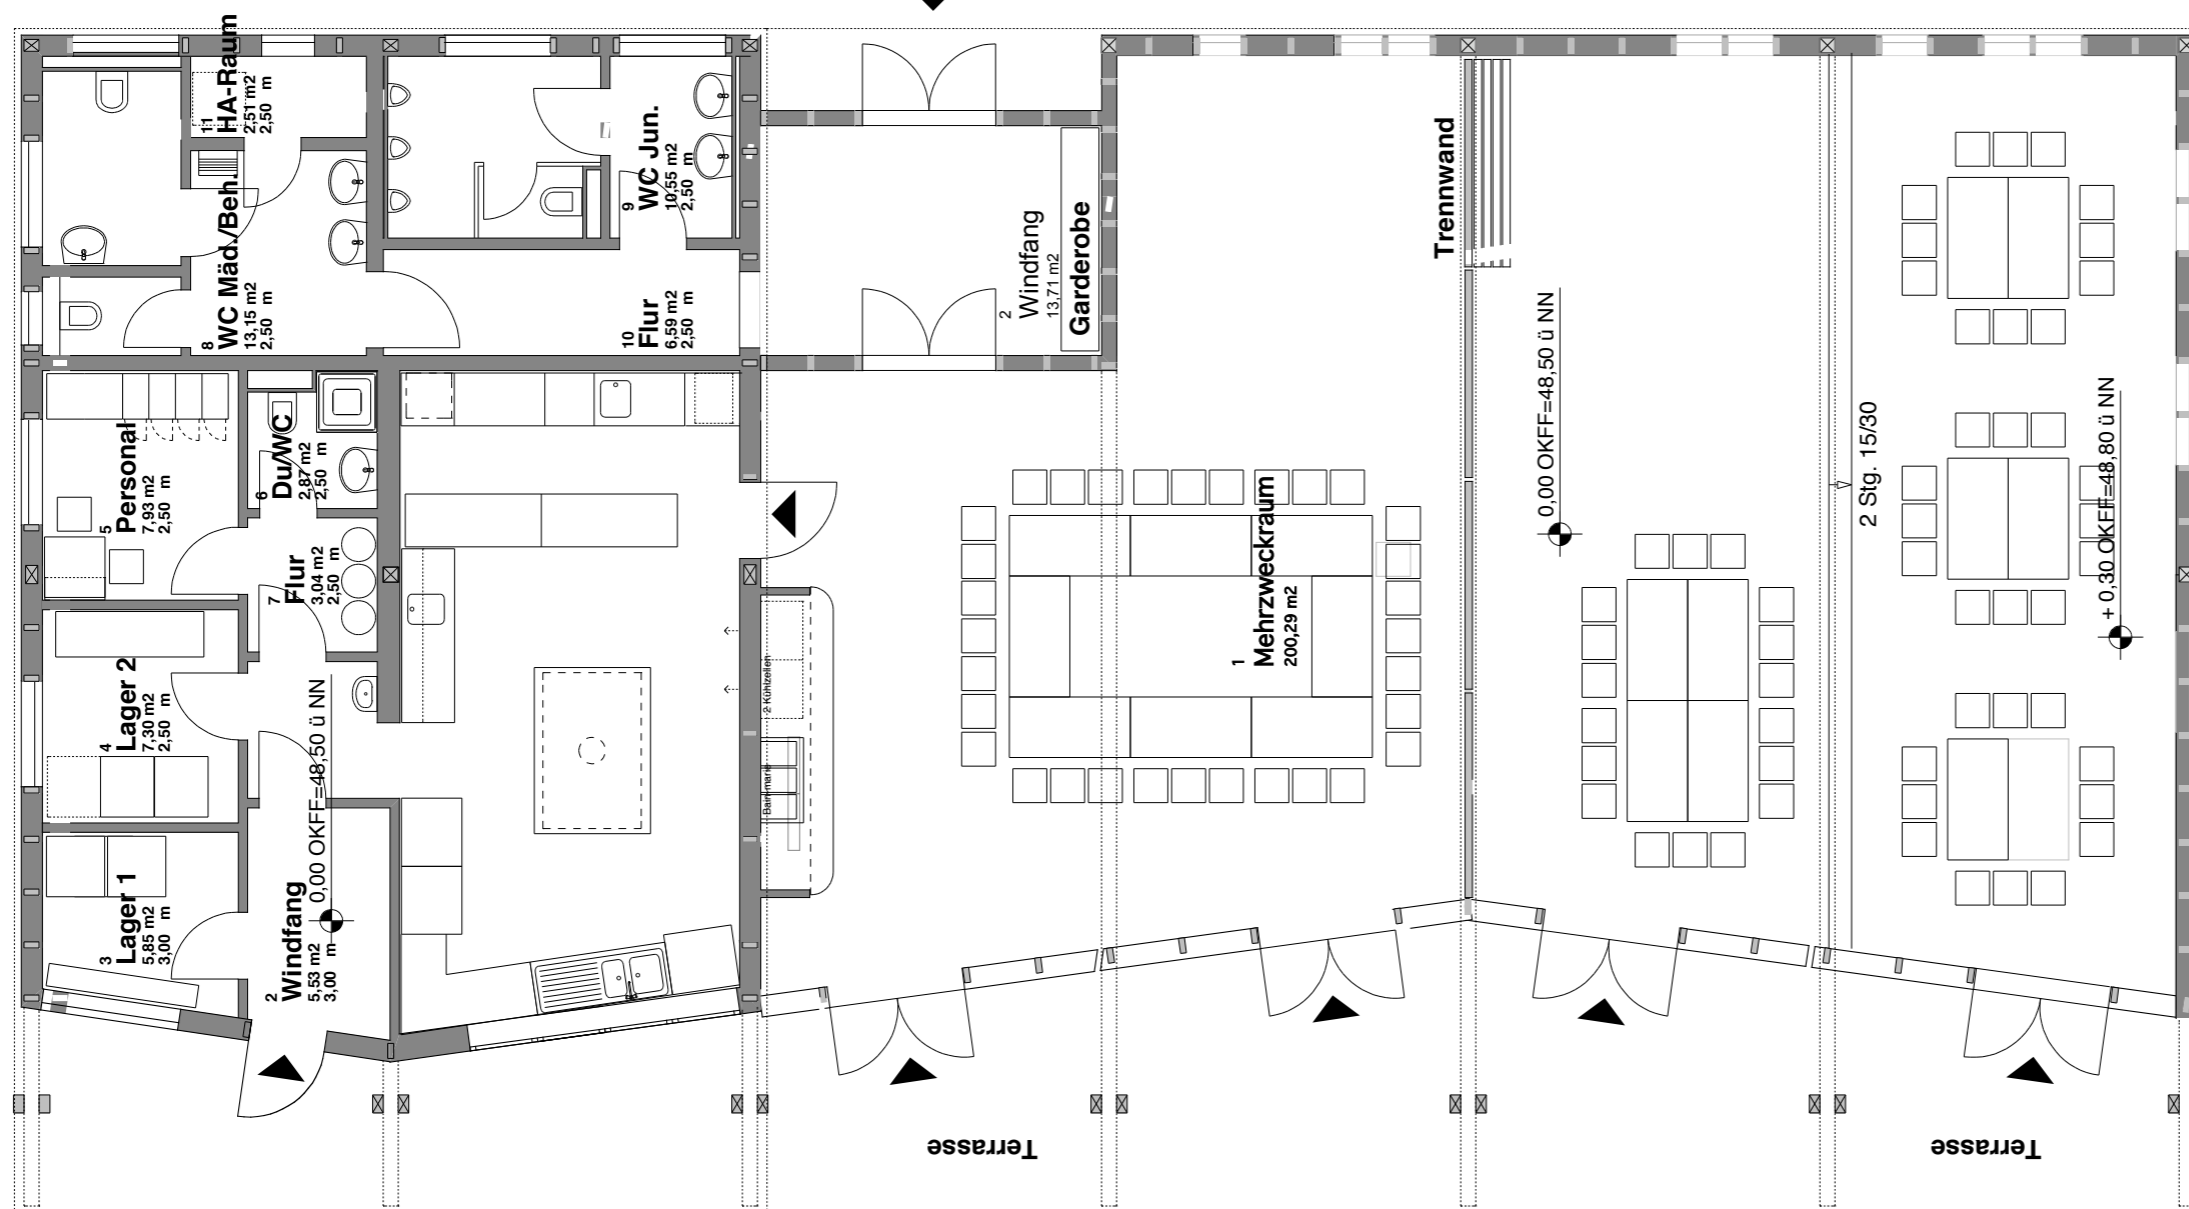 11
HA-Raum
2,51 m2
2,50 m
8
WC Mäd./Beh.
13,15 m2
2,50 m
9
WC Jun.
10,55 m2
2,50 m
10
Flur
6,59 m2
2,50 m
2
Windfang
13,71 m2
Garderobe
Trennwand
5
Personal
7,93 m2
2,50 m
6
Du/WC
2,87 m2
2,50 m
7
Flur
3,04 m2
2,50 m
4
Lager 2
7,30 m2
2,50 m
3
Lager 1
5,85 m2
3,00 m
2
Windfang
5,53 m2
3,00 m
0,00 OKFF=48,50 ü NN
2 Kühlzellen
Bain-marie
1
Mehrzweckraum
200,29 m2
0,00 OKFF=48,50 ü NN
2 Stg. 15/30
+ 0,30 OKFF=48,80 ü NN
Terrasse
Terrasse